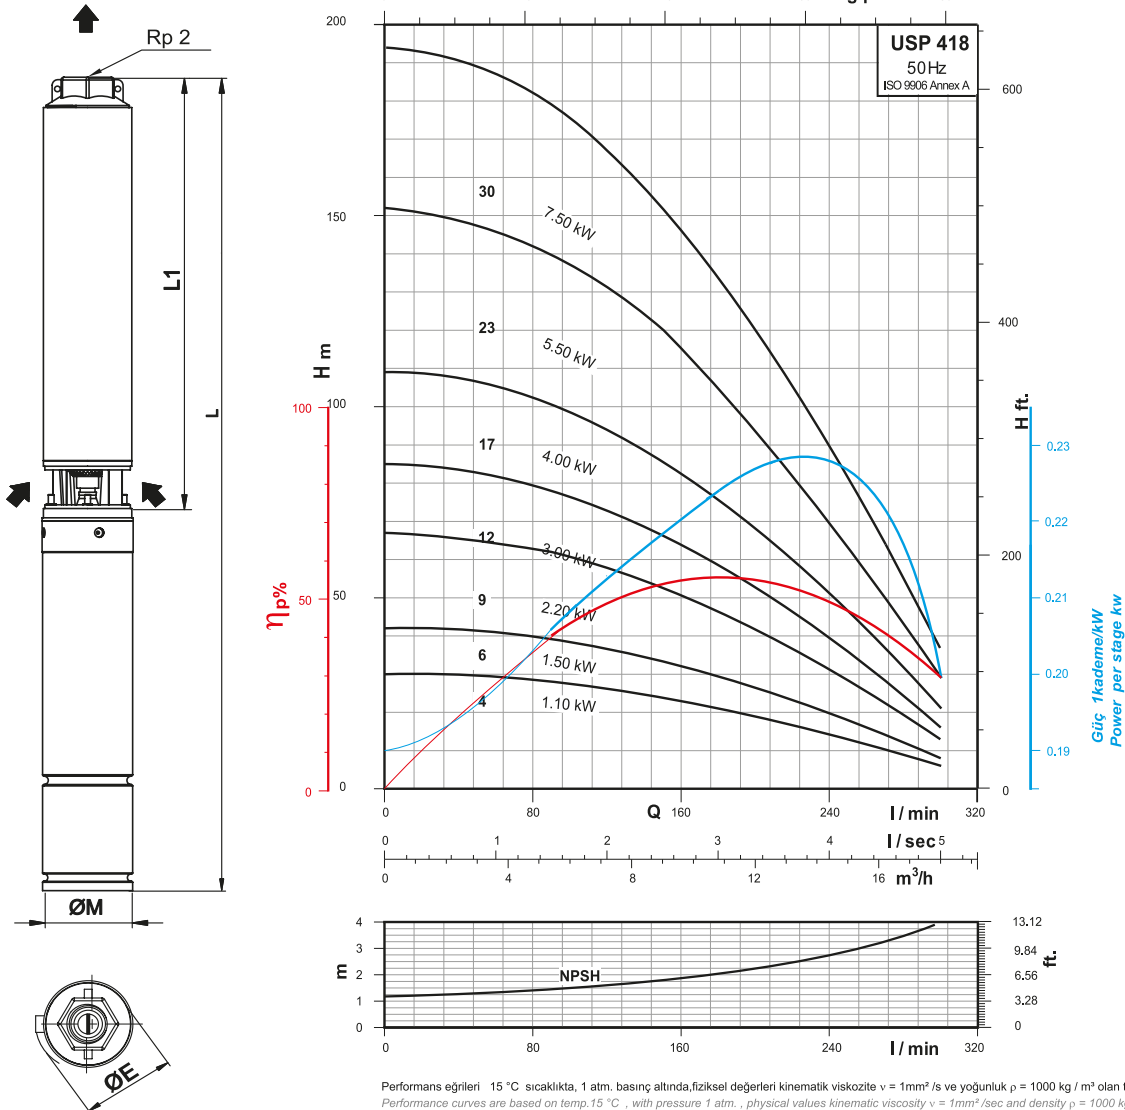 Rp 2
L1
L
ØM
ØE
USP 418
50Hz
ISO 9906 Annex A
H m
200
150
100
50
0
ηp%
100
50
0
30
7.50 kW
23
5.50 kW
17
4.00 kW
12
3.00 kW
9
2.20 kW
6
1.50 kW
4
1.10 kW
H ft.
600
400
200
0
0.23
0.22
0.21
0.20
0.19
Güç 1kademe/kW
Power per stage kw
0 80 Q 160 240 l / min 320
0 1 2 3 4 l / sec 5
0 4 8 12 16 m³/h
m
4
3
2
1
0
NPSH
13.12
9.84
6.56
3.28
0
ft.
0 80 160 240 l / min 320
Performans eğrileri 15 °C sıcaklıkta, 1 atm. basınç altında,fiziksel değerleri kinematik viskozite ν = 1mm² /s ve yoğunluk ρ = 1000 kg / m³ olan
Performance curves are based on temp.15 °C , with pressure 1 atm. , physical values kinematic viscosity ν = 1mm² /sec and density ρ = 1000